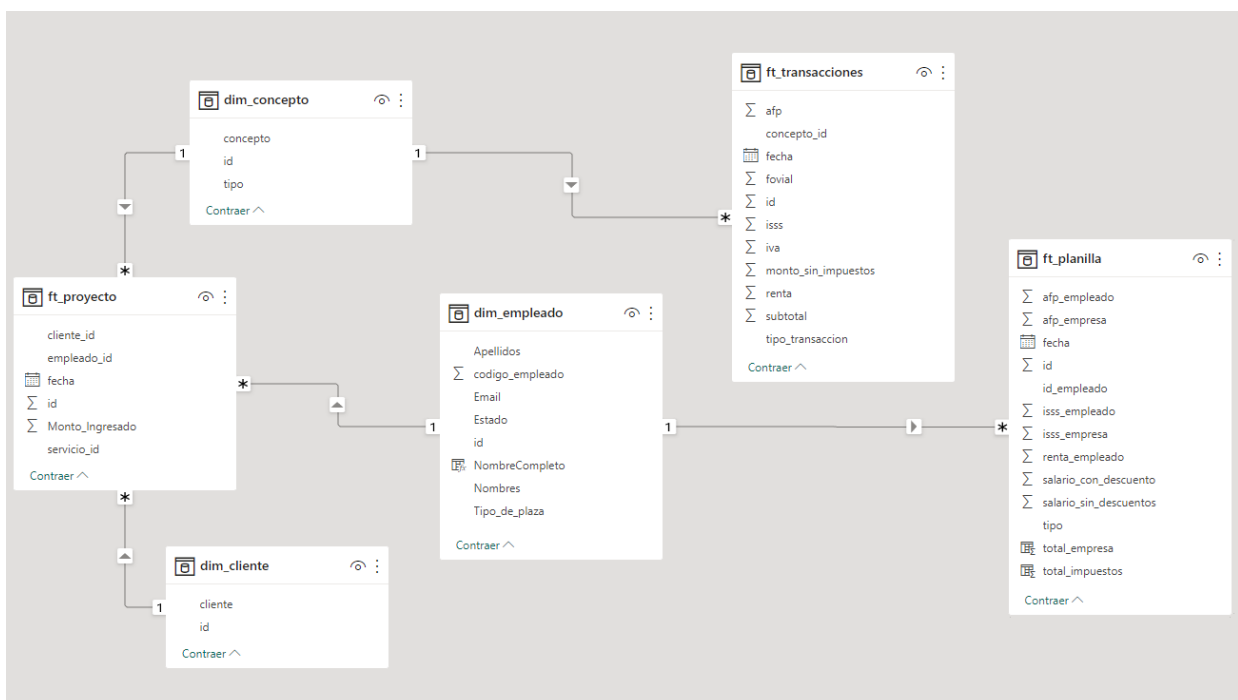 dim_concepto
concepto
id
tipo
Contraer
1
1
*
*
ft_transacciones
afp
concepto_id
fecha
fovial
id
isss
iva
monto_sin_impuestos
renta
subtotal
tipo_transaccion
Contraer
ft_proyecto
cliente_id
empleado_id
fecha
id
Monto_Ingresado
servicio_id
Contraer
*
*
dim_empleado
Apellidos
codigo_empleado
Email
Estado
id
NombreCompleto
Nombres
Tipo_de_plaza
Contraer
1
1
*
ft_planilla
afp_empleado
afp_empresa
fecha
id
id_empleado
isss_empleado
isss_empresa
renta_empleado
salario_con_descuento
salario_sin_descuentos
tipo
total_empresa
total_impuestos
Contraer
dim_cliente
cliente
id
Contraer
1